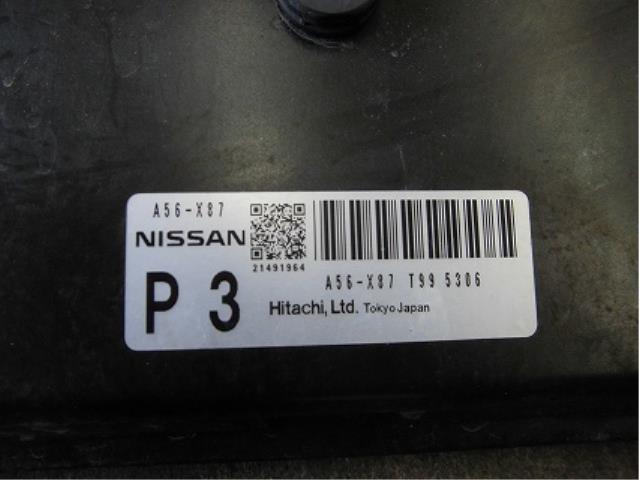 A56-X87
NISSAN
21491964
P 3
A56-X87 T99 5306
Hitachi, Ltd. Tokyo Japan